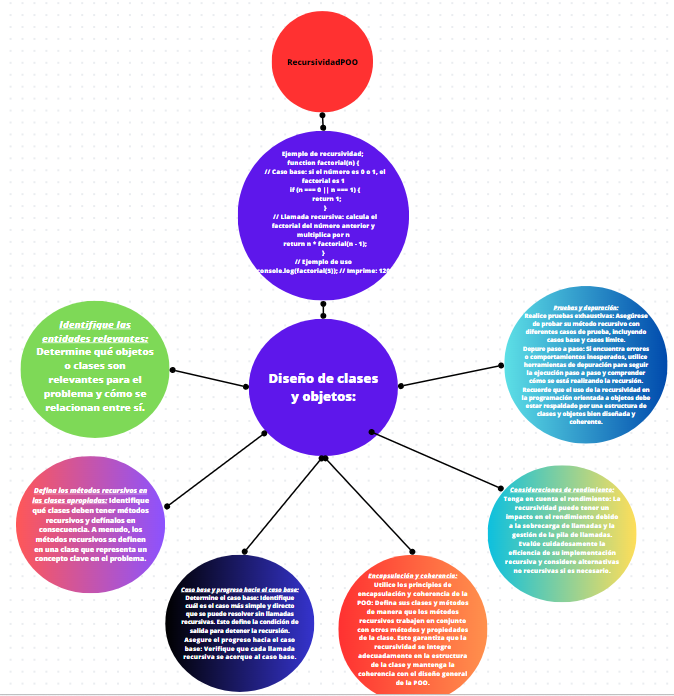 RecursividadPOO
Ejemplo de recursividad;
function factorial(n) {
// Caso base: si el número es 0 o 1, el
factorial es 1
if (n === 0 || n === 1) {
return 1;
}
// Llamada recursiva: calcula el
factorial del número anterior y
multiplica por n
return n * factorial(n - 1);
}
// Ejemplo de uso
console.log(factorial(5)); // Imprime: 120
Identifique las
entidades relevantes:
Determine qué objetos
o clases son
relevantes para el
problema y cómo se
relacionan entre sí.
Diseño de clases
y objetos:
Pruebas y depuración:
Realice pruebas exhaustivas: Asegúrese
de probar su método recursivo con
diferentes casos de prueba, incluyendo
casos base y casos límite.
Depure paso a paso: Si encuentra errores
o comportamientos inesperados, utilice
herramientas de depuración para seguir
la ejecución paso a paso y comprender
cómo se está realizando la recursión.
Recuerde que el uso de la recursividad en
la programación orientada a objetos debe
estar respaldado por una estructura de
clases y objetos bien diseñada y
coherente.
Define los métodos recursivos en
las clases apropiadas: Identifique
qué clases deben tener métodos
recursivos y defínalos en
consecuencia. A menudo, los
métodos recursivos se definen
en una clase que representa un
concepto clave en el problema.
Consideraciones de rendimiento:
Tenga en cuenta el rendimiento: La
recursividad puede tener un
impacto en el rendimiento debido
a la sobrecarga de llamadas y la
gestión de la pila de llamadas.
Evalúe cuidadosamente la
eficiencia de su implementación
recursiva y considere alternativas
no recursivas si es necesario.
Caso base y progreso hacia el caso base:
Determine el caso base: Identifique
cuál es el caso más simple y directo
que se puede resolver sin llamadas
recursivas. Esto define la condición de
salida para detener la recursión.
Asegure el progreso hacia el caso
base: Verifique que cada llamada
recursiva se acerque al caso base.
Encapsulación y coherencia:
Utilice los principios de
encapsulación y coherencia de la
POO: Defina sus clases y métodos
de manera que los métodos
recursivos trabajen en conjunto
con otros métodos y propiedades
de la clase. Esto garantiza que la
recursividad se integre
adecuadamente en la estructura
de la clase y mantenga la
coherencia con el diseño general
de la POO.